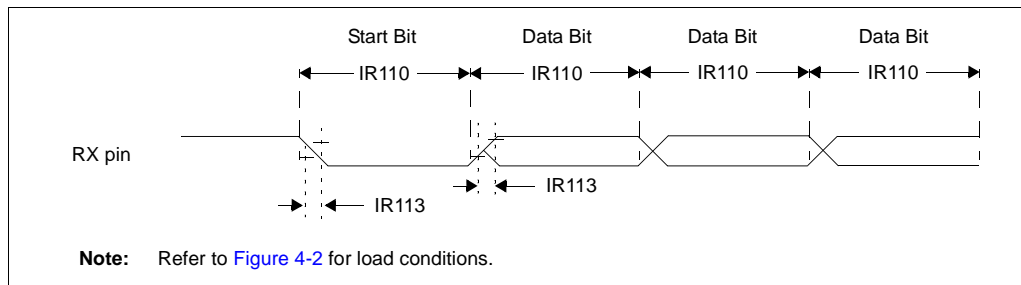 Start Bit Data Bit Data Bit Data Bit
IR110 IR110 IR110 IR110
RX pin
IR113
IR113
Note: Refer to Figure 4-2 for load conditions.